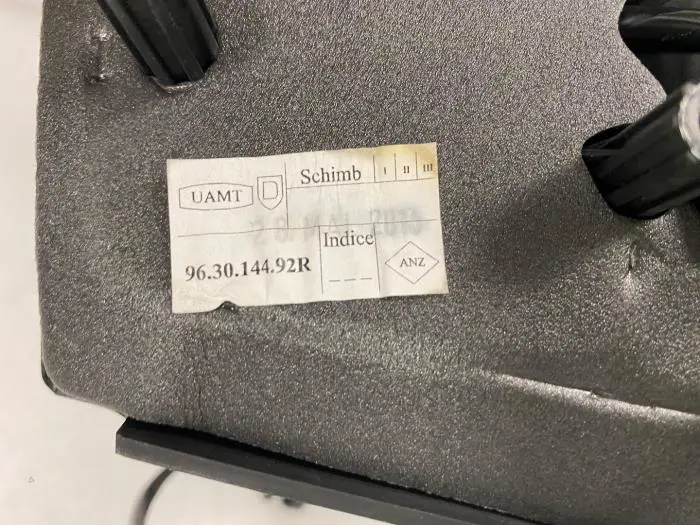 UAMT
D
Schimb I II III
Indice
96.30.144.92R
_ _ _
ANZ